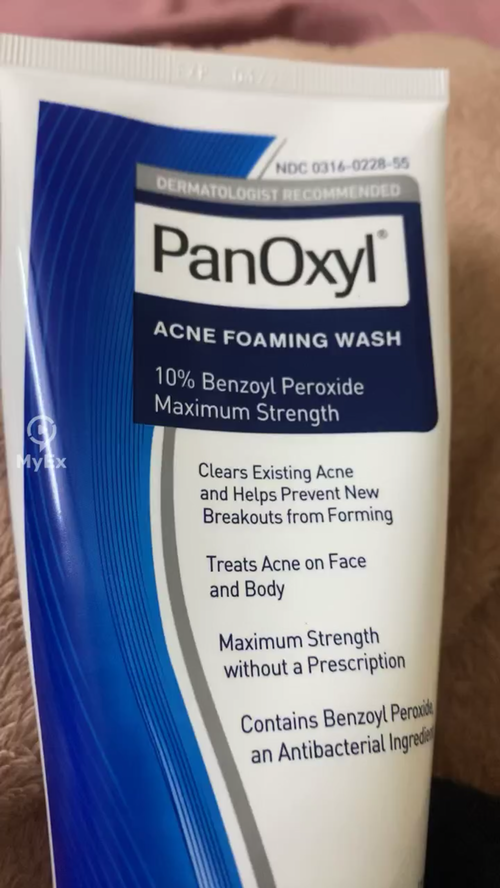 NDC 0316-0228-55
DERMATOLOGIST RECOMMENDED
PanOxyl®
ACNE FOAMING WASH
10% Benzoyl Peroxide
Maximum Strength
MyEx
Clears Existing Acne
and Helps Prevent New
Breakouts from Forming
Treats Acne on Face
and Body
Maximum Strength
without a Prescription
Contains Benzoyl Peroxide,
an Antibacterial